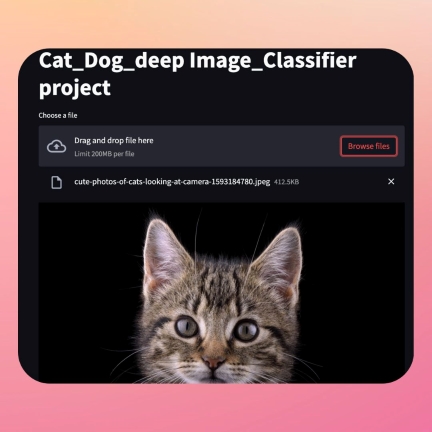 Cat_Dog_deep Image_Classifier
project
Choose a file
Drag and drop file here
Limit 200MB per file
Browse files
cute-photos-of-cats-looking-at-camera-1593184780.jpeg 412.5KB